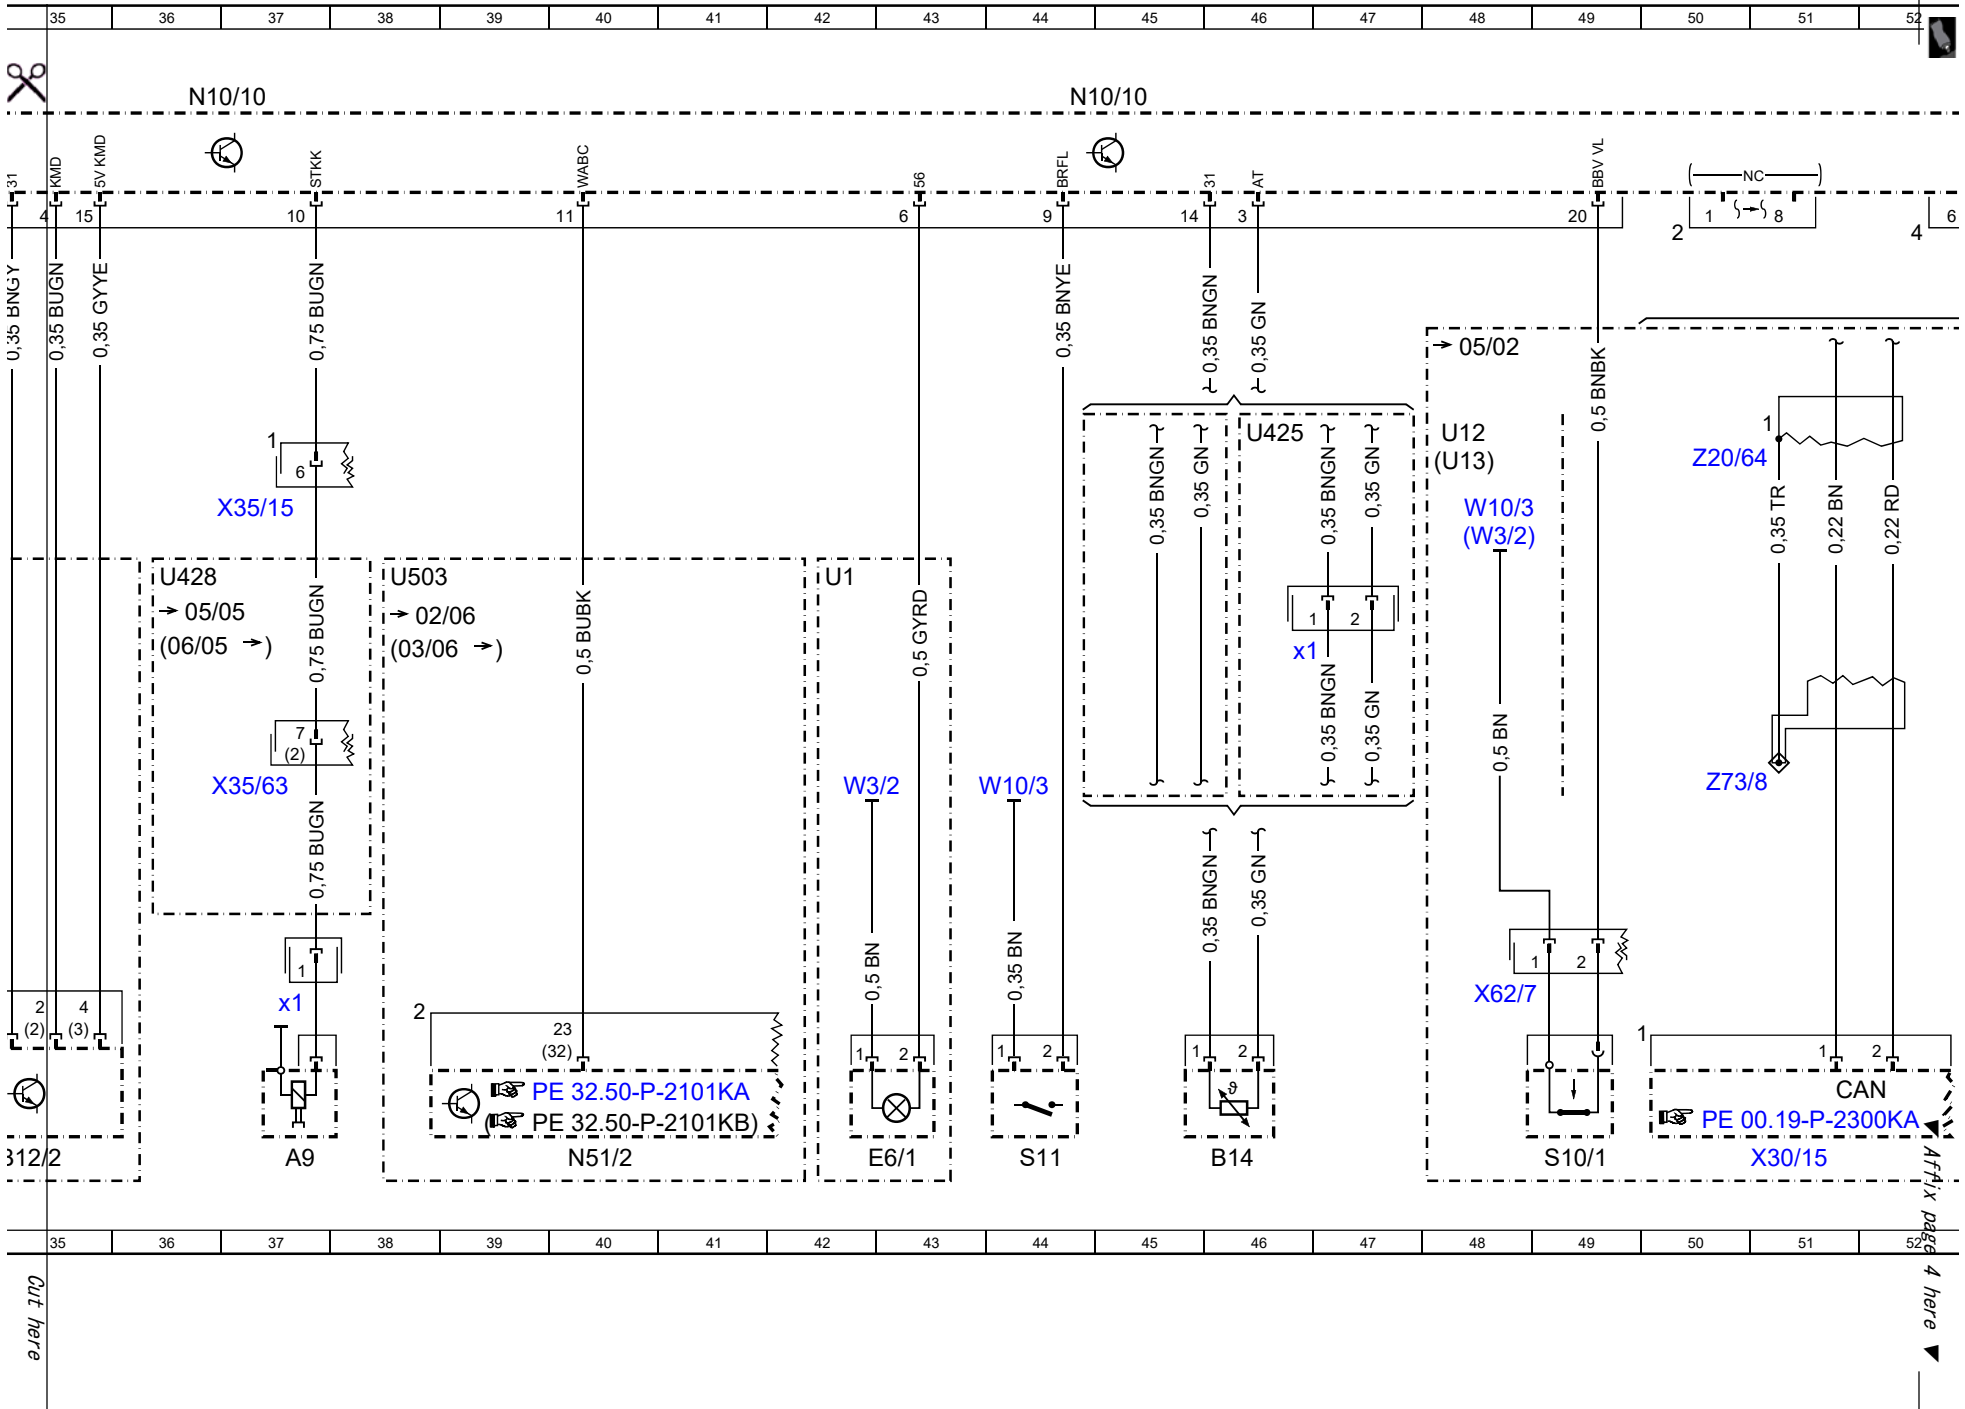 35 36 37 38 39 40 41 42 43 44 45 46 47 48 49 50 51 52
N10/10 N10/10
31 KMD 5V KMD STKK WABC 56 BRFL 31 AT BBV VL NC
4 15 10 11 6 9 14 3 20 1 8 6
2 4
0,35 BNGY 0,35 BUGN 0,35 GYYE 0,75 BUGN 0,35 BNYE 0,35 BNGN 0,35 GN 0,5 BNBK
→ 05/02
1 U425 U12 1
(U13)
6 Z20/64
0,35 BNGN 0,35 GN 0,35 BNGN 0,35 GN
X35/15 W10/3
(W3/2)
0,35 TR 0,22 BN 0,22 RD
U428 U503 U1
→ 05/05 → 02/06
(06/05 →) (03/06 →)
0,75 BUGN 0,5 BUBK 0,5 GYRD
1 2
x1
0,35 BNGN 0,35 GN 0,5 BN
7
(2)
X35/63 W3/2 W10/3 Z73/8
0,75 BUGN 0,5 BN 0,35 BN 0,35 BNGN 0,35 GN
1 1 2
x1 X62/7
2 4 2 23 1
(2) (3) (32)
1 2 1 2 1 2 1 2
ϑ
PE 32.50-P-2101KA CAN
(PE 32.50-P-2101KB) PE 00.19-P-2300KA
B12/2 A9 N51/2 E6/1 S11 B14 S10/1 X30/15
35 36 37 38 39 40 41 42 43 44 45 46 47 48 49 50 51 52
Cut here
Affix page 4 here